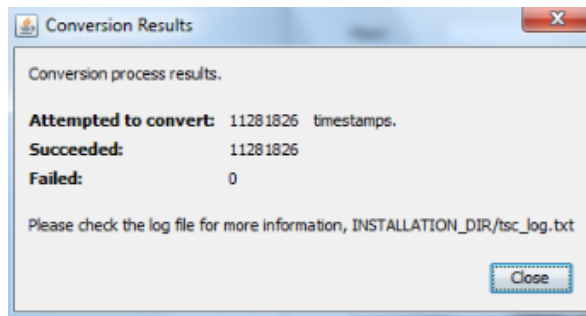 Conversion Results
Conversion process results.
Attempted to convert: 11281826 timestamps.
Succeeded: 11281826
Failed: 0
Please check the log file for more information, INSTALLATION_DIR/tsc_log.txt
Close